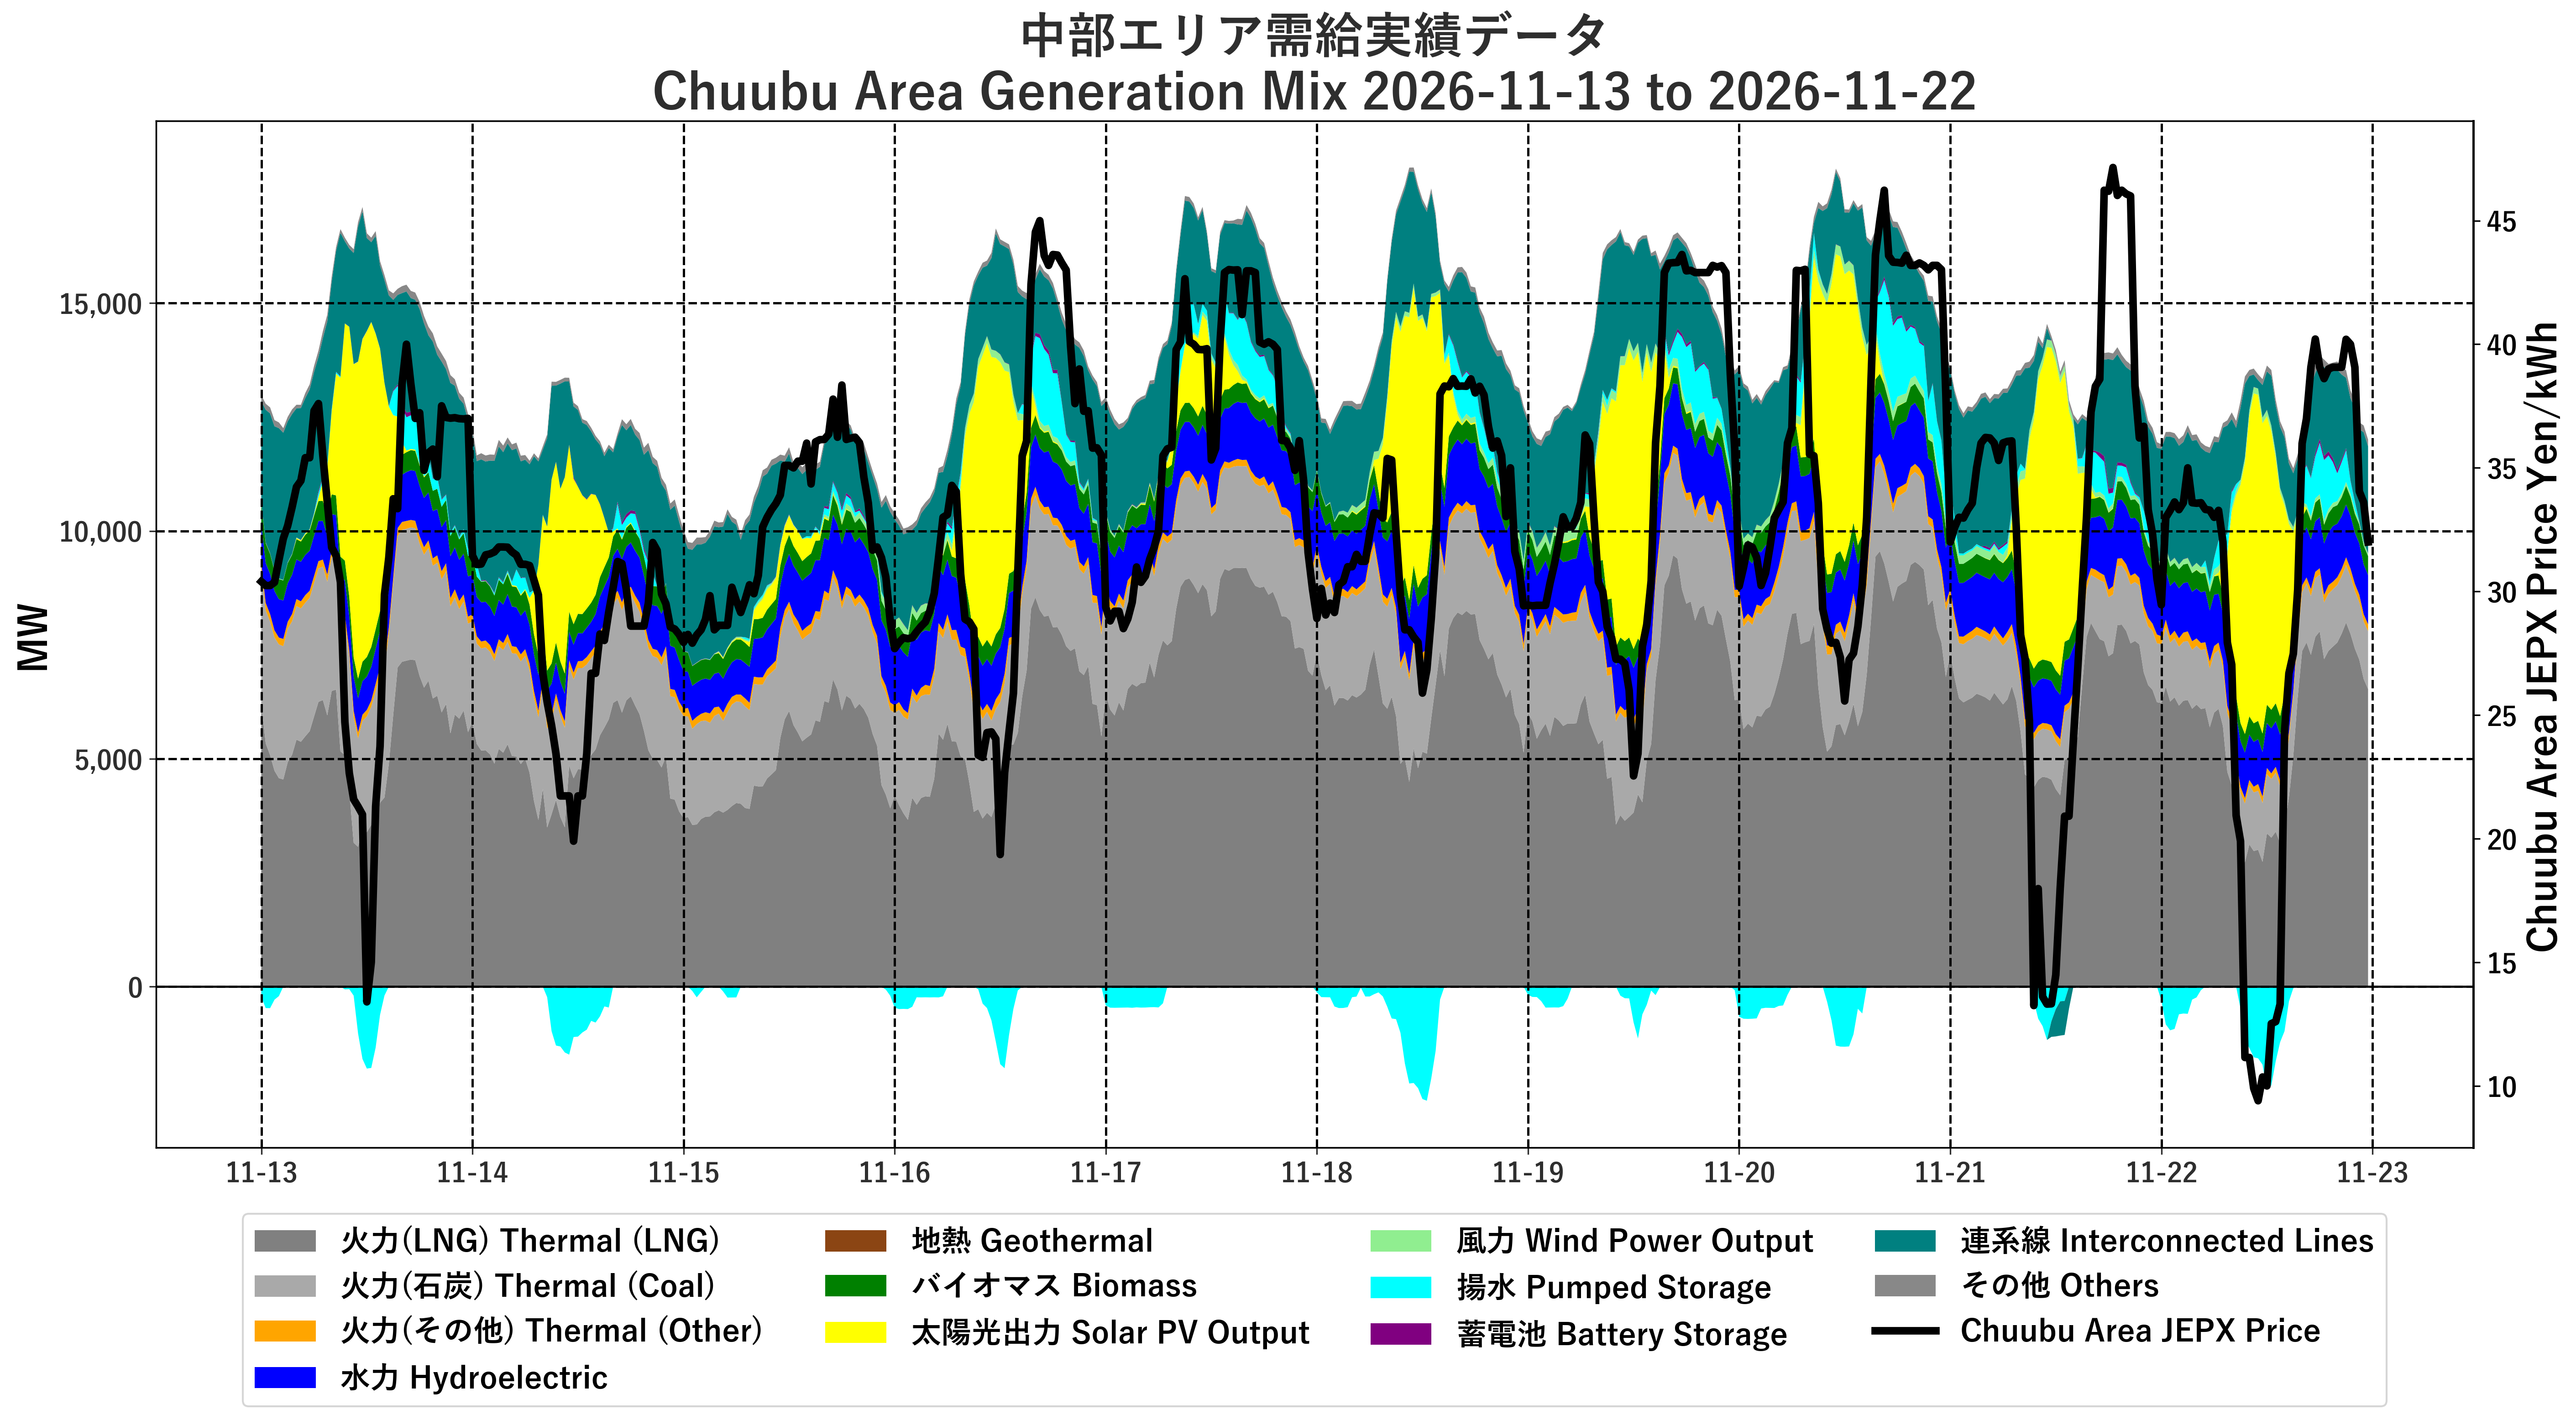 中部エリア需給実績データ
Chuubu Area Generation Mix 2026-11-13 to 2026-11-22
MW
15,000
10,000
5,000
0
45
40
35
30
25
20
15
10
Chuubu Area JEPX Price Yen/kWh
11-13 11-14 11-15 11-16 11-17 11-18 11-19 11-20 11-21 11-22 11-23
火力(LNG) Thermal (LNG)
火力(石炭) Thermal (Coal)
火力(その他) Thermal (Other)
水力 Hydroelectric
地熱 Geothermal
バイオマス Biomass
太陽光出力 Solar PV Output
風力 Wind Power Output
揚水 Pumped Storage
蓄電池 Battery Storage
連系線 Interconnected Lines
その他 Others
Chuubu Area JEPX Price